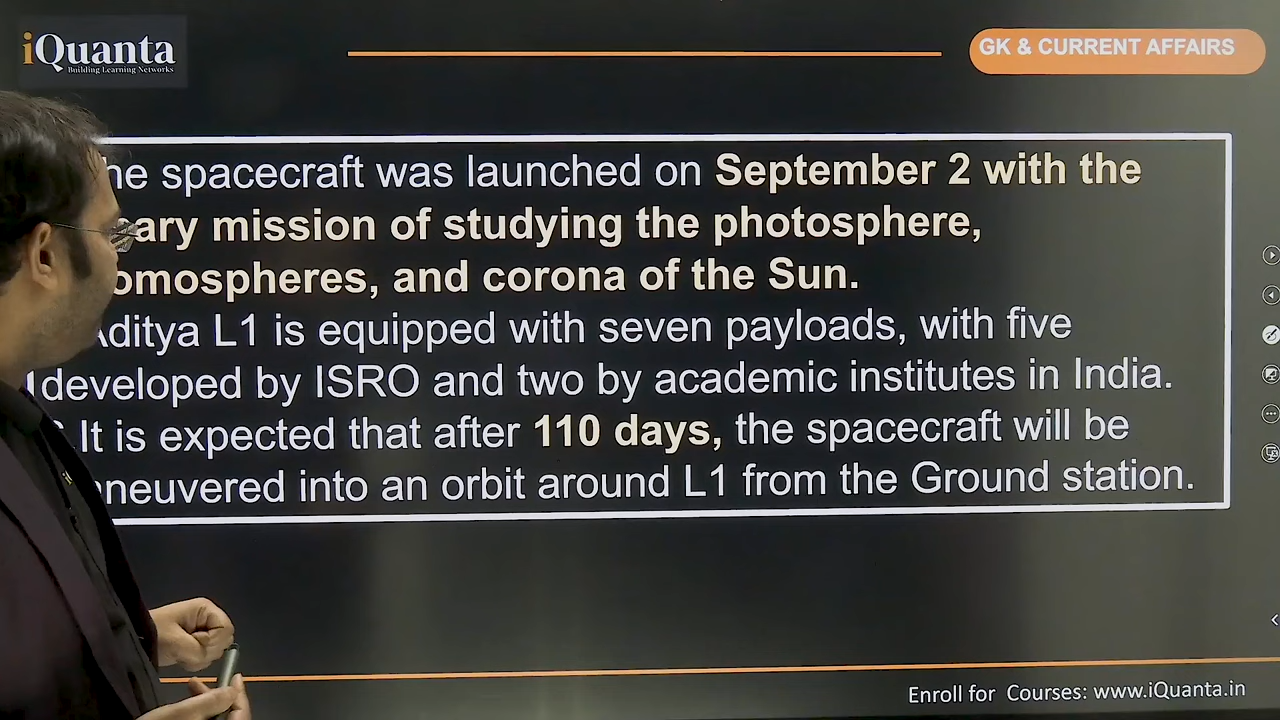 iQuanta
Building Learning Networks
GK & CURRENT AFFAIRS
spacecraft was launched on September 2 with the
mission of studying the photosphere,
and corona of the Sun.
Aditya L1 is equipped with seven payloads, with five
developed by ISRO and two by academic institutes in India.
It is expected that after 110 days, the spacecraft will be
into an orbit around L1 from the Ground station.
Enroll for Courses: www.iQuanta.in